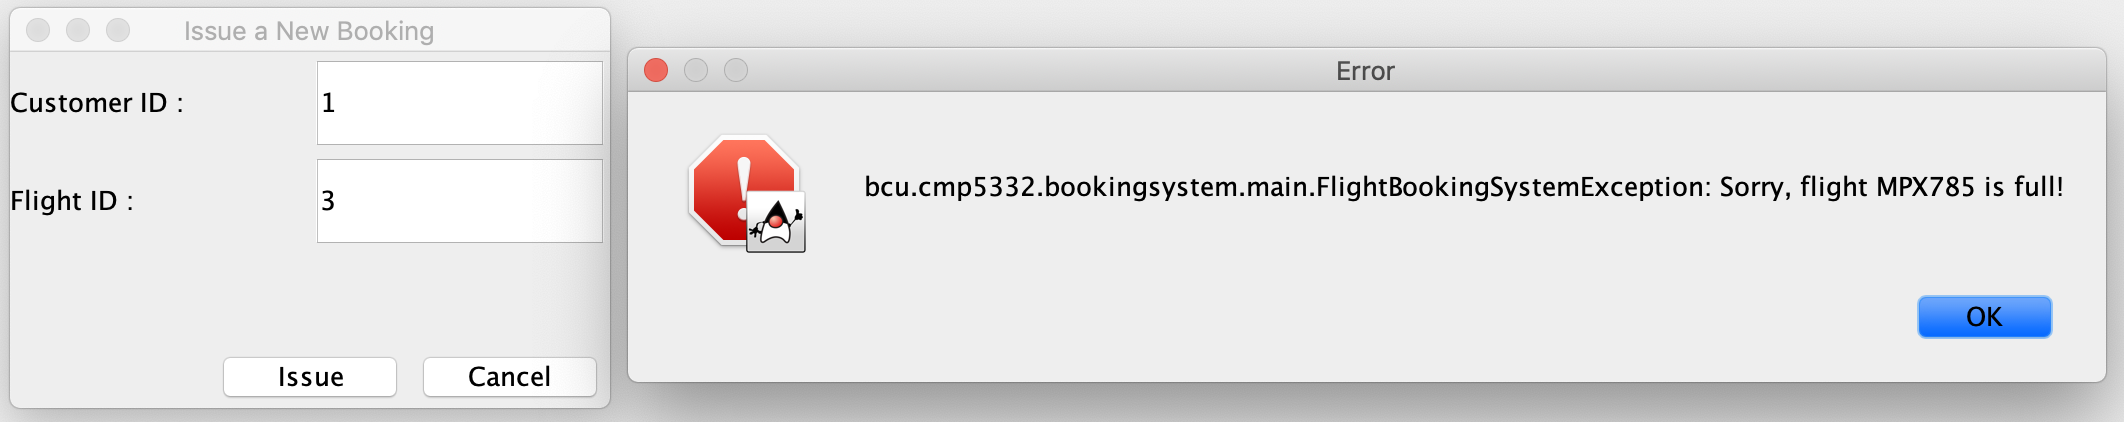 Issue a New Booking
Customer ID :
1
Flight ID :
3
Issue
Cancel
Error
bcu.cmp5332.bookingsystem.main.FlightBookingSystemException: Sorry, flight MPX785 is full!
OK